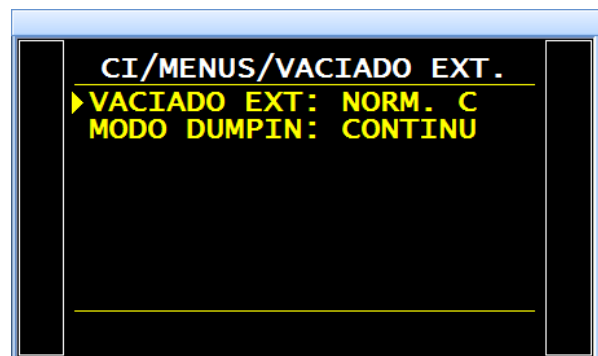 CI/MENUS/VACIADO EXT.
VACIADO EXT: NORM. C
MODO DUMPIN: CONTINU